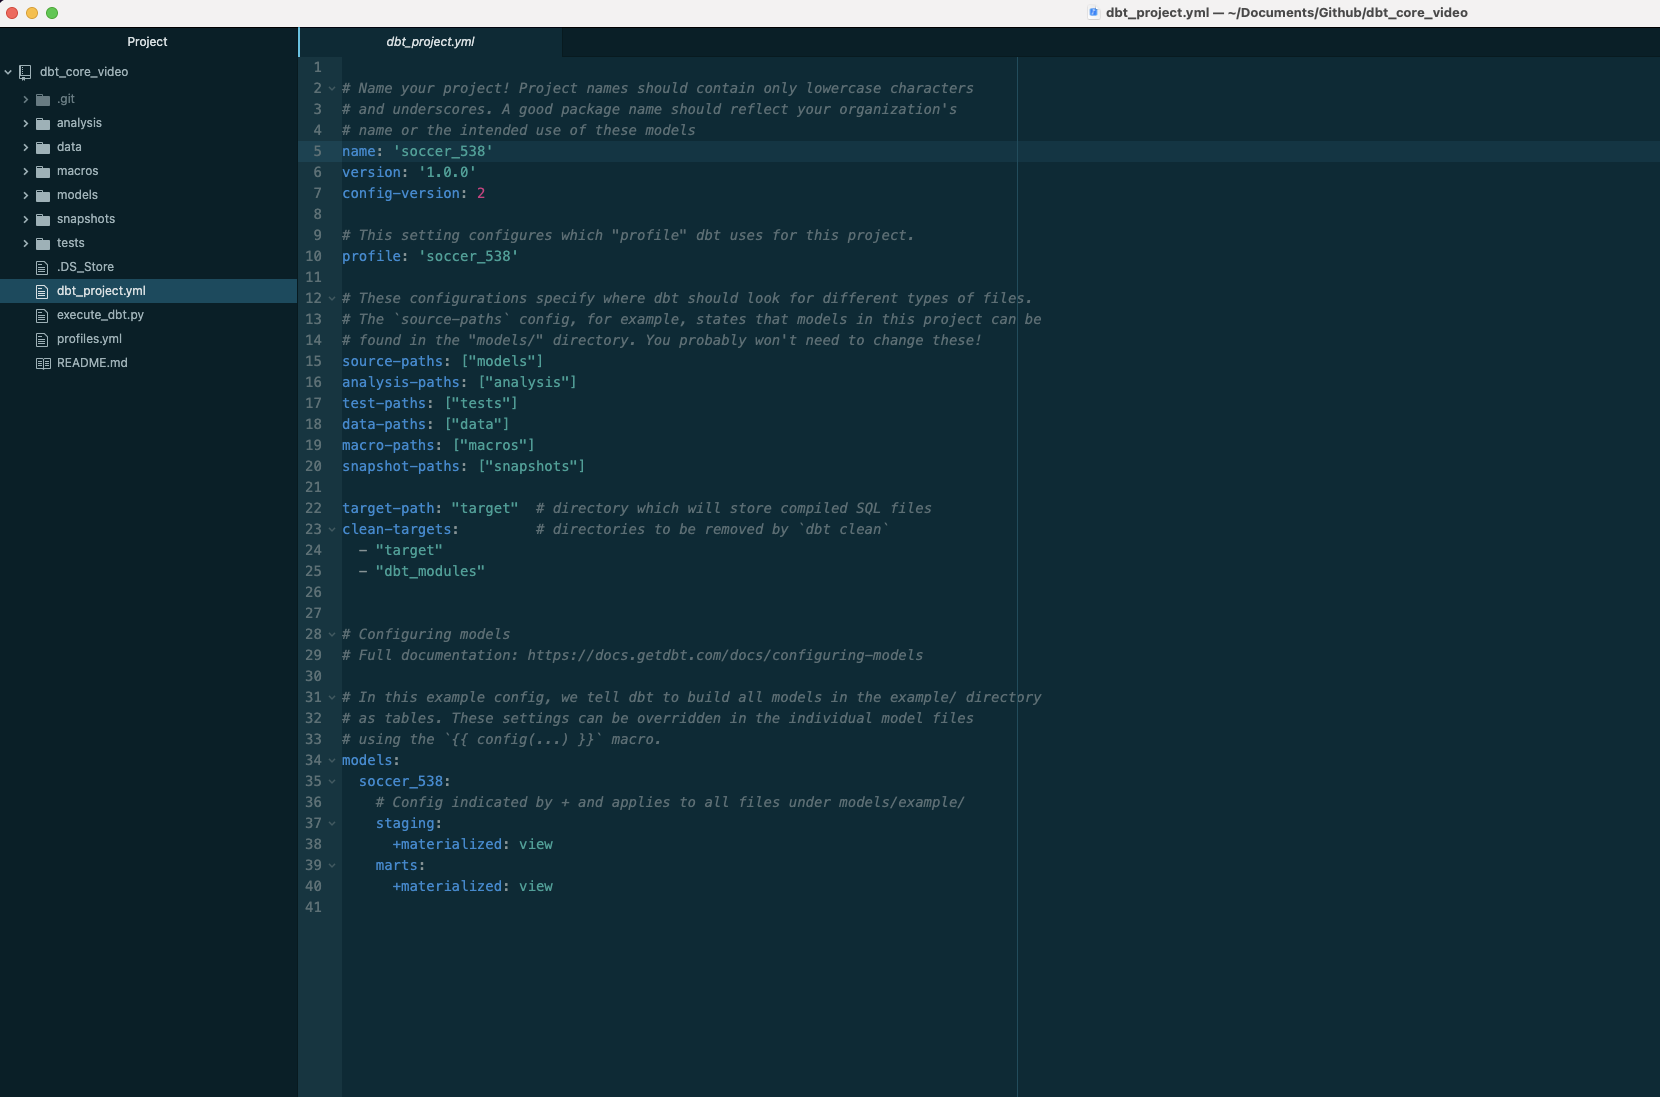 dbt_project.yml — ~/Documents/Github/dbt_core_video
Project
dbt_core_video
.git
analysis
data
macros
models
snapshots
tests
.DS_Store
dbt_project.yml
execute_dbt.py
profiles.yml
README.md
dbt_project.yml
1
2 # Name your project! Project names should contain only lowercase characters
3 # and underscores. A good package name should reflect your organization's
4 # name or the intended use of these models
5 name: 'soccer_538'
6 version: '1.0.0'
7 config-version: 2
8
9 # This setting configures which "profile" dbt uses for this project.
10 profile: 'soccer_538'
11
12 # These configurations specify where dbt should look for different types of files.
13 # The `source-paths` config, for example, states that models in this project can be
14 # found in the "models/" directory. You probably won't need to change these!
15 source-paths: ["models"]
16 analysis-paths: ["analysis"]
17 test-paths: ["tests"]
18 data-paths: ["data"]
19 macro-paths: ["macros"]
20 snapshot-paths: ["snapshots"]
21
22 target-path: "target"  # directory which will store compiled SQL files
23 clean-targets:         # directories to be removed by `dbt clean`
24   - "target"
25   - "dbt_modules"
26
27
28 # Configuring models
29 # Full documentation: https://docs.getdbt.com/docs/configuring-models
30
31 # In this example config, we tell dbt to build all models in the example/ directory
32 # as tables. These settings can be overridden in the individual model files
33 # using the `{{ config(...) }}` macro.
34 models:
35   soccer_538:
36     # Config indicated by + and applies to all files under models/example/
37     staging:
38       +materialized: view
39     marts:
40       +materialized: view
41